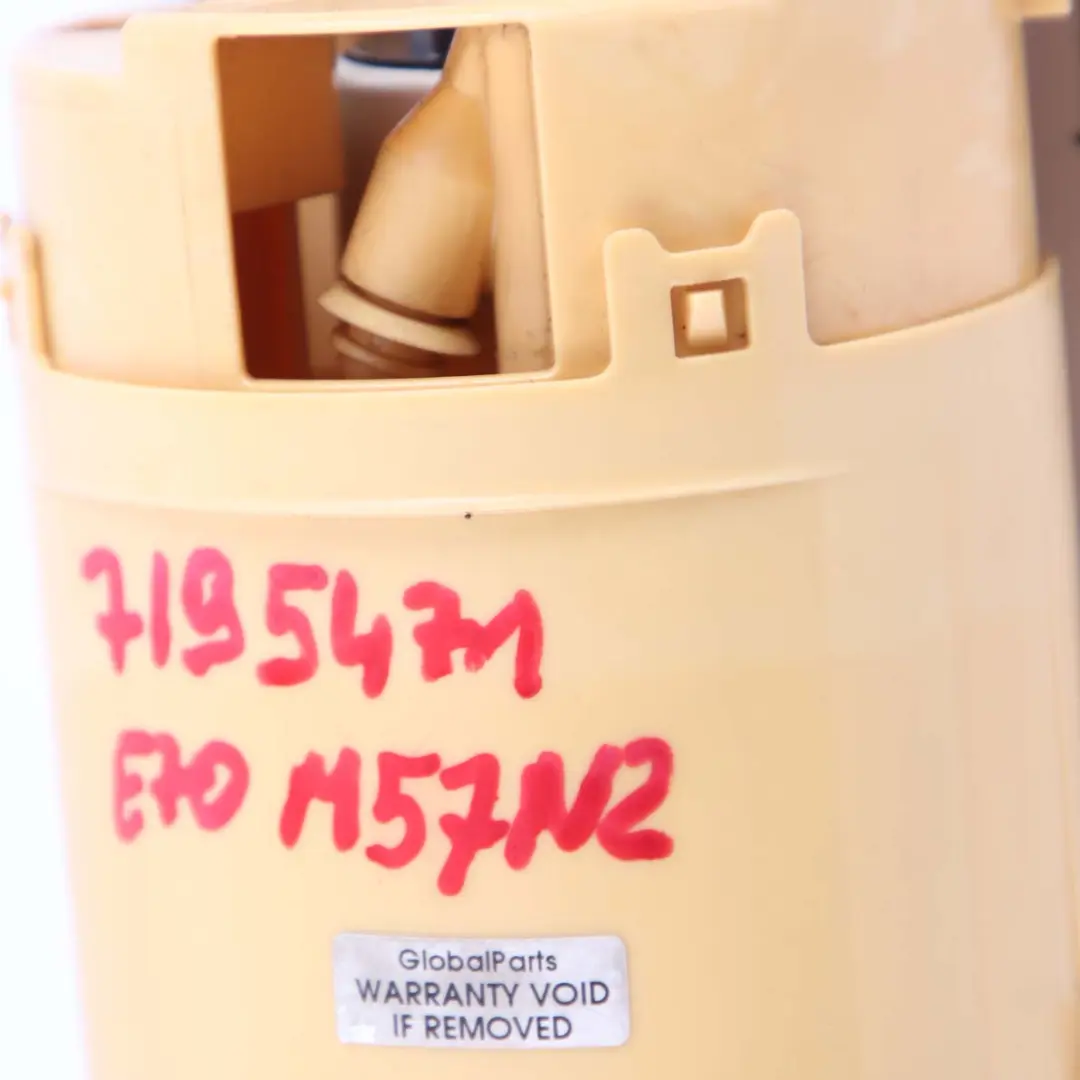 7195471
E70 M57N2
GlobalParts
WARRANTY VOID
IF REMOVED